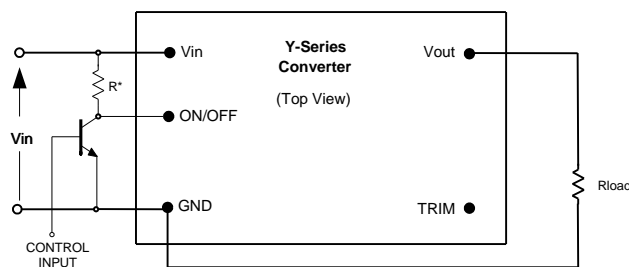 Y-Series
Converter
(Top View)
Vin
Vout
R*
ON/OFF
Vin
Rload
GND
TRIM
CONTROL
INPUT